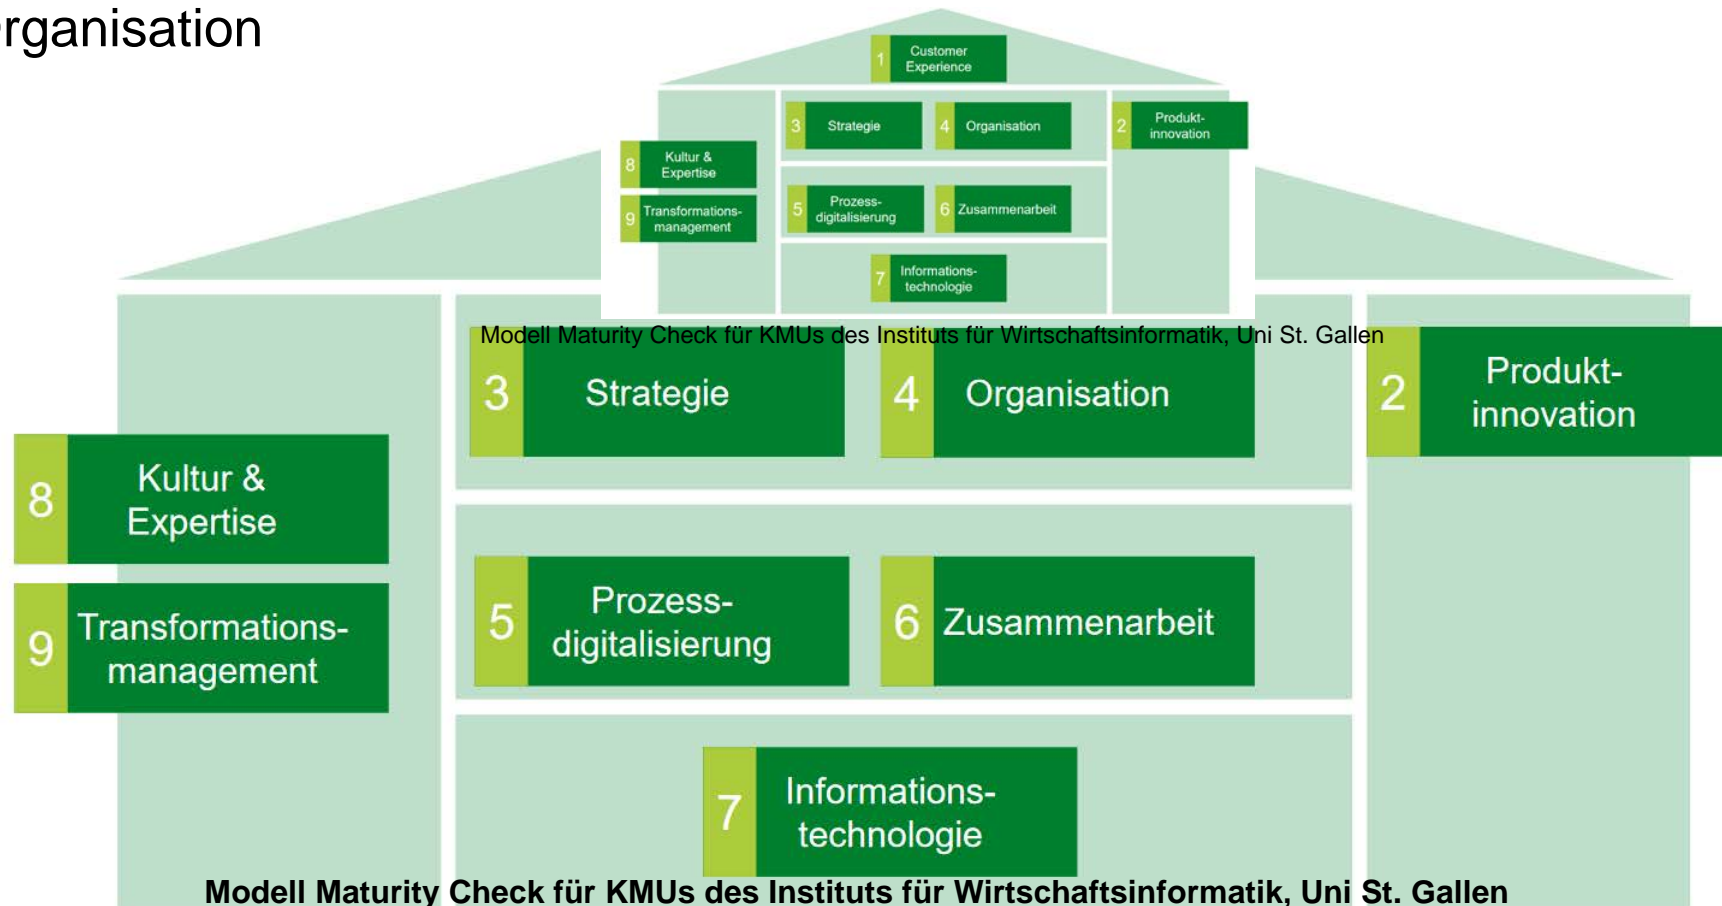 rganisation
1
Customer
Experience
3
Strategie
4
Organisation
2
Produkt-
innovation
8
Kultur &
Expertise
9
Transformations-
management
5
Prozess-
digitalisierung
6
Zusammenarbeit
7
Informations-
technologie
Modell Maturity Check für KMUs des Instituts für Wirtschaftsinformatik, Uni St. Gallen
3
Strategie
4
Organisation
2
Produkt-
innovation
8
Kultur &
Expertise
9
Transformations-
management
5
Prozess-
digitalisierung
6
Zusammenarbeit
7
Informations-
technologie
Modell Maturity Check für KMUs des Instituts für Wirtschaftsinformatik, Uni St. Gallen